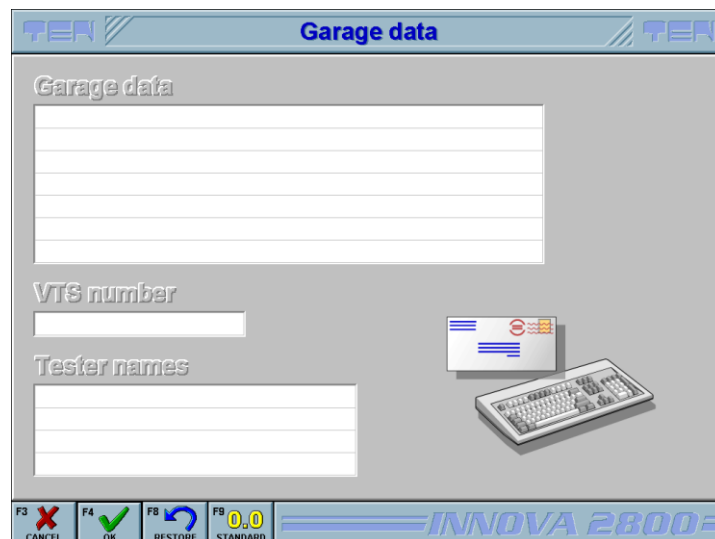 TEN Garage data TEN
Garage data
VTS number
Tester names
F3 CANCEL F4 OK F8 RESTORE F9 0.0 STANDARD INNOVA 2800